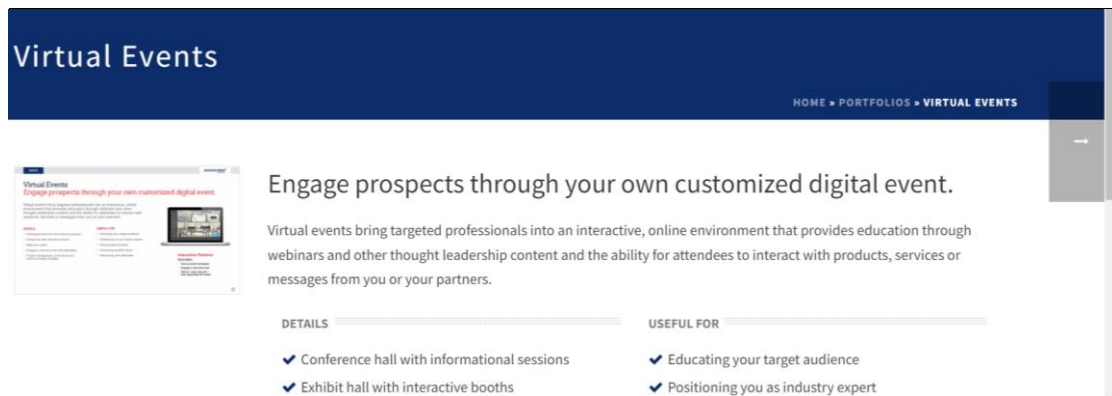 Virtual Events
HOME » PORTFOLIOS » VIRTUAL EVENTS
Virtual Events
Engage prospects through your own customized digital event.
Engage prospects through your own customized digital event.
Virtual events bring targeted professionals into an interactive, online environment that provides education through
webinars and other thought leadership content and the ability for attendees to interact with products, services or
messages from you or your partners.
DETAILS
USEFUL FOR
Conference hall with informational sessions
Educating your target audience
Exhibit hall with interactive booths
Positioning you as industry expert